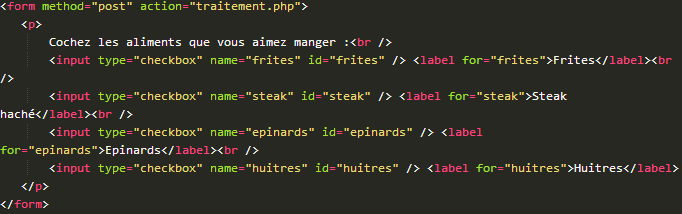 <form method="post" action="traitement.php">
<p>
Cochez les aliments que vous aimez manger :<br />
<input type="checkbox" name="frites" id="frites" /> <label for="frites">Frites</label><br
/>
<input type="checkbox" name="steak" id="steak" /> <label for="steak">Steak
haché</label><br />
<input type="checkbox" name="epinards" id="epinards" /> <label
for="epinards">Epinards</label><br />
<input type="checkbox" name="huitres" id="huitres" /> <label for="huitres">Huitres</label>
</p>
</form>